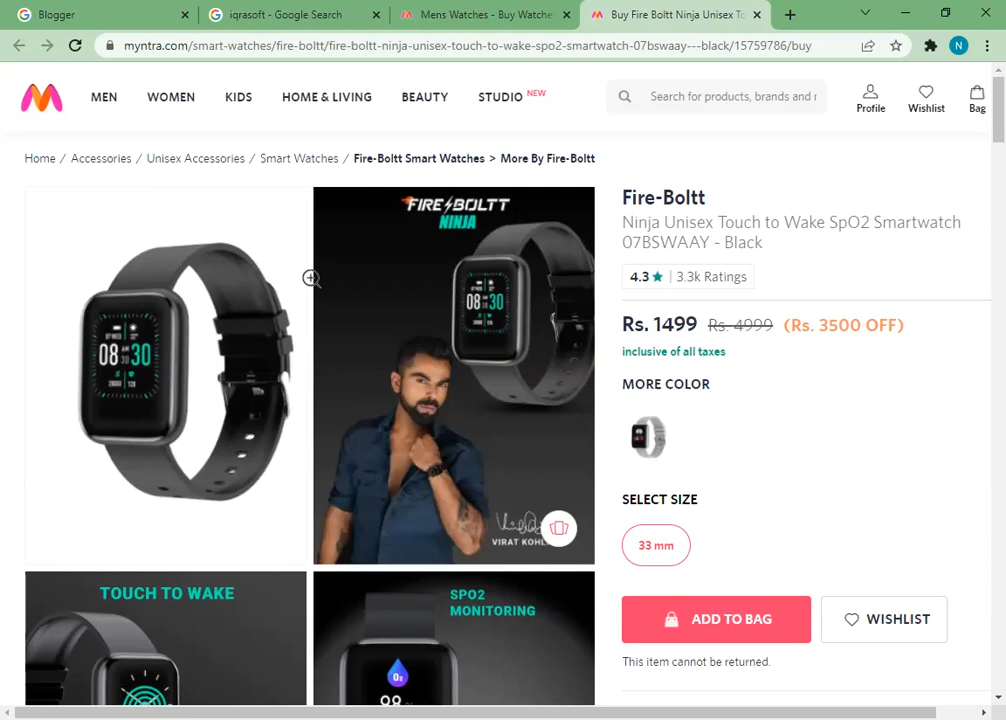 Blogger
iqrasoft - Google Search
Mens Watches - Buy Watche
Buy Fire Boltt Ninja Unisex To
myntra.com/smart-watches/fire-boltt/fire-boltt-ninja-unisex-touch-to-wake-spo2-smartwatch-07bswaay---black/15759786/buy
N
MEN
WOMEN
KIDS
HOME & LIVING
BEAUTY
STUDIO NEW
Search for products, brands and r
Profile
Wishlist
Bag
Home / Accessories / Unisex Accessories / Smart Watches / Fire-Boltt Smart Watches > More By Fire-Boltt
08 30
AM
FIRE-BOLTT
NINJA
08 30
VIRAT KOHL
TOUCH TO WAKE
SPO2
MONITORING
Fire-Boltt
Ninja Unisex Touch to Wake SpO2 Smartwatch
07BSWAAY - Black
4.3 ★ | 3.3k Ratings
Rs. 1499 Rs. 4999 (Rs. 3500 OFF)
inclusive of all taxes
MORE COLOR
SELECT SIZE
33 mm
ADD TO BAG
WISHLIST
This item cannot be returned.